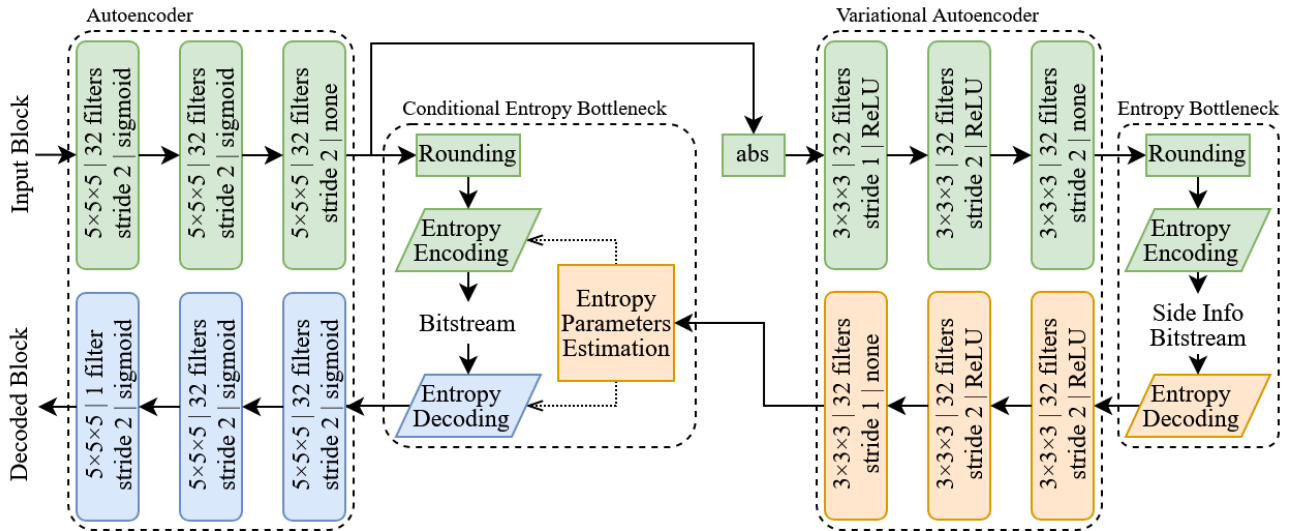 Autoencoder
Variational Autoencoder
Input Block
5×5×5 | 32 filters
stride 2 | sigmoid
5×5×5 | 32 filters
stride 2 | sigmoid
5×5×5 | 32 filters
stride 2 | none
Conditional Entropy Bottleneck
Rounding
Entropy
Encoding
Bitstream
Entropy
Decoding
Entropy
Parameters
Estimation
abs
3×3×3 | 32 filters
stride 1 | ReLU
3×3×3 | 32 filters
stride 2 | ReLU
3×3×3 | 32 filters
stride 2 | none
Entropy Bottleneck
Rounding
Entropy
Encoding
Side Info
Bitstream
Entropy
Decoding
Decoded Block
5×5×5 | 1 filter
stride 2 | sigmoid
5×5×5 | 32 filters
stride 2 | sigmoid
5×5×5 | 32 filters
stride 2 | sigmoid
3×3×3 | 32 filters
stride 1 | none
3×3×3 | 32 filters
stride 2 | ReLU
3×3×3 | 32 filters
stride 2 | ReLU